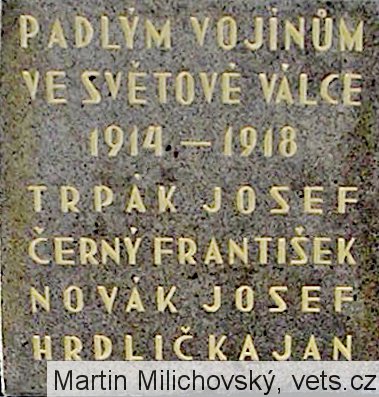 PADLÝM VOJÍNŮM
VE SVĚTOVÉ VÁLCE
1914 – 1918
TRPÁK JOSEF
ČERNÝ FRANTIŠEK
NOVÁK JOSEF
HRDLIČKA JAN
Martin Milichovský, vets.cz